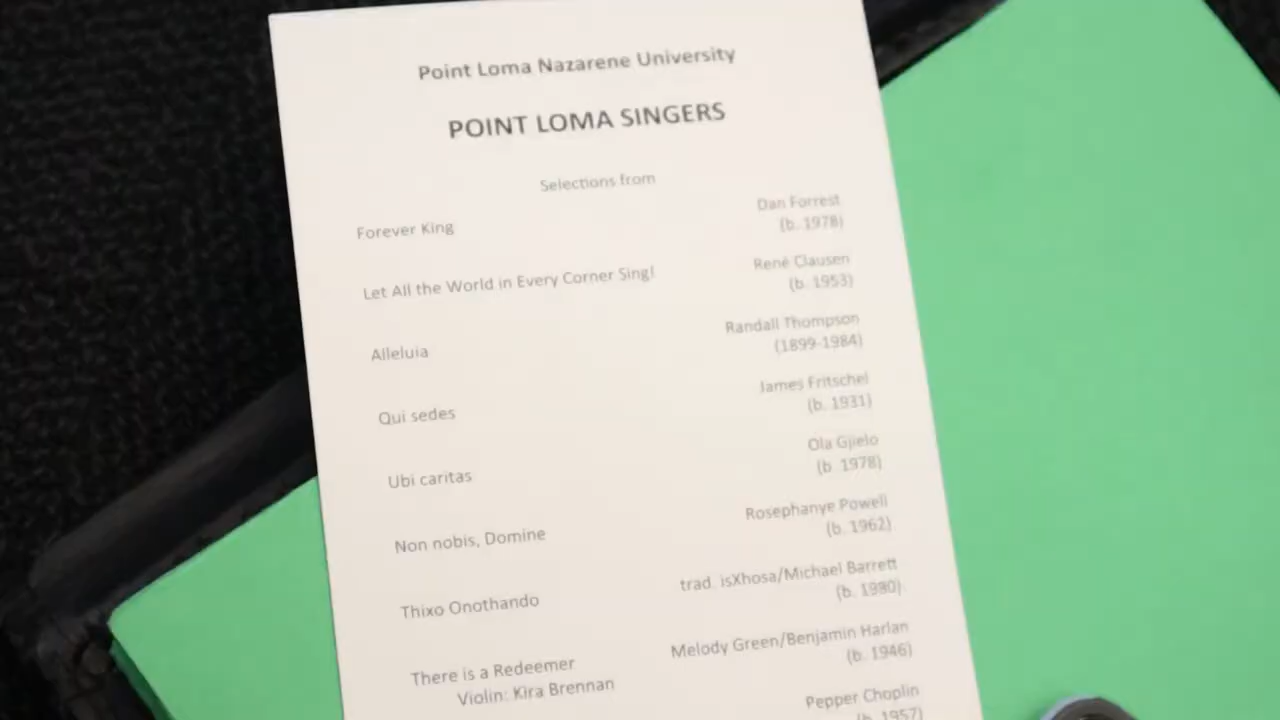 Point Loma Nazarene University
POINT LOMA SINGERS
Selections from
Forever King Dan Forrest
(b. 1978)
Let All the World in Every Corner Sing! René Clausen
(b. 1953)
Alleluia Randall Thompson
(1899-1984)
Qui sedes James Fritschel
(b. 1931)
Ubi caritas Ola Gjielo
(b. 1978)
Non nobis, Domine Rosephanye Powell
(b. 1962)
Thixo Onothando trad. isXhosa/Michael Barrett
(b. 1980)
There is a Redeemer Melody Green/Benjamin Harlan
Violin: Kira Brennan (b. 1946)
Pepper Choplin
(b. 1957)